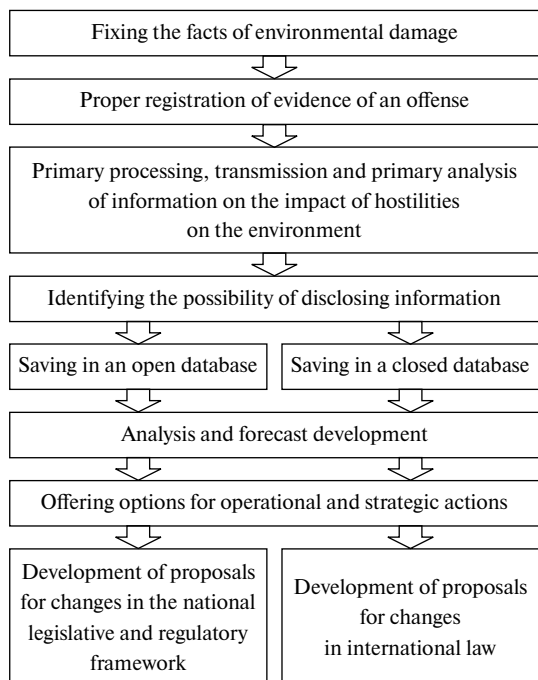 Fixing the facts of environmental damage
Proper registration of evidence of an offense
Primary processing, transmission and primary analysis
of information on the impact of hostilities
on the environment
Identifying the possibility of disclosing information
Saving in an open database
Saving in a closed database
Analysis and forecast development
Offering options for operational and strategic actions
Development of proposals
for changes in the national
legislative and regulatory
framework
Development of proposals
for changes
in international law